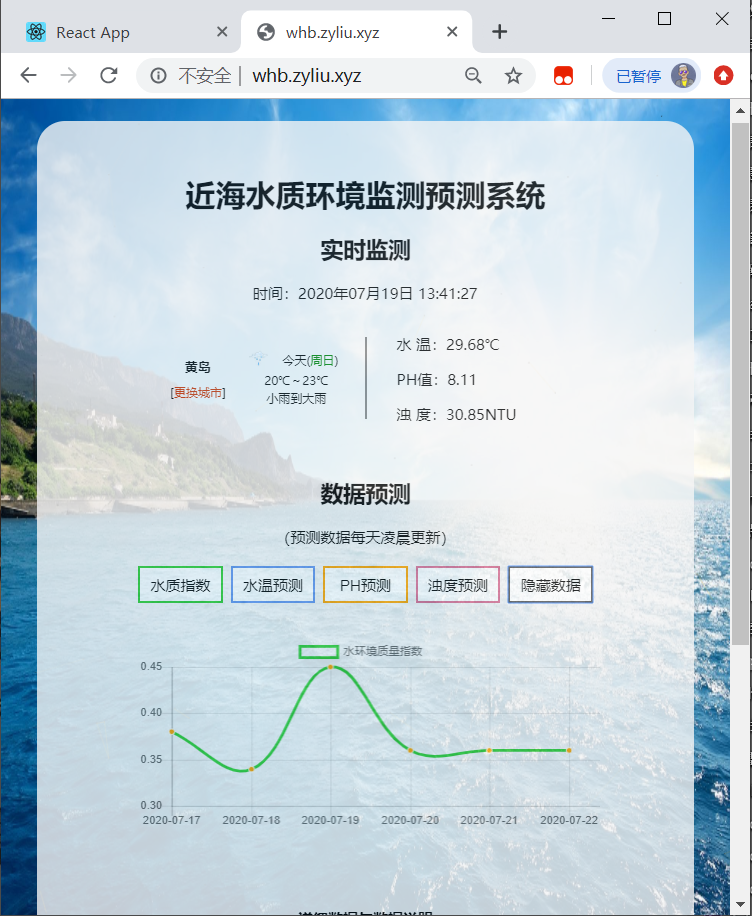 React App
whb.zyliu.xyz
不安全 | whb.zyliu.xyz
已暂停
近海水质环境监测预测系统
实时监测
时间：2020年07月19日 13:41:27
黄岛
[更换城市]
今天(周日)
20℃～23℃
小雨到大雨
水 温：29.68℃
PH值：8.11
浊 度：30.85NTU
数据预测
(预测数据每天凌晨更新)
水质指数 水温预测 PH预测 浊度预测 隐藏数据
水环境质量指数
0.45
0.40
0.35
0.30
2020-07-17 2020-07-18 2020-07-19 2020-07-20 2020-07-21 2020-07-22